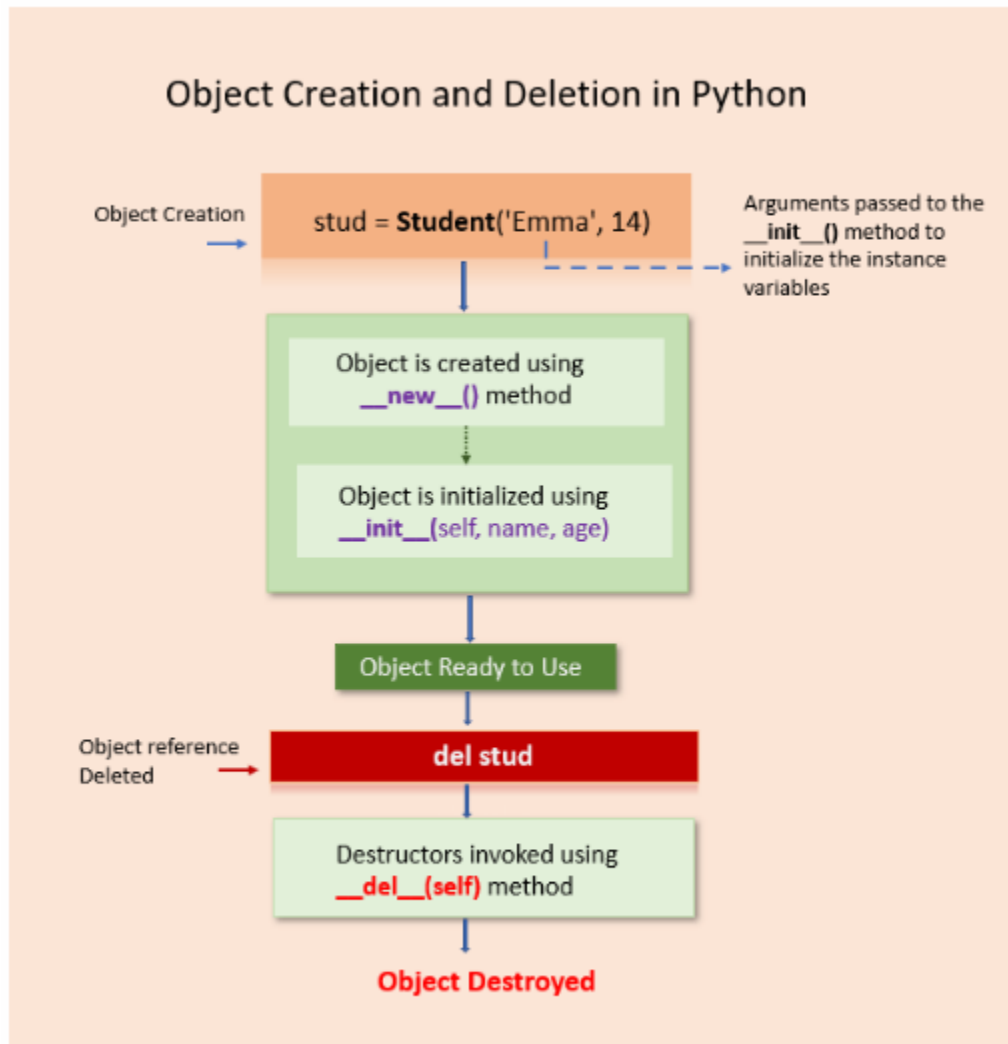 Object Creation and Deletion in Python
Object Creation
stud = Student('Emma', 14)
Arguments passed to the
__init__() method to
initialize the instance
variables
Object is created using
__new__() method
Object is initialized using
__init__(self, name, age)
Object Ready to Use
Object reference
Deleted
del stud
Destructors invoked using
__del__(self) method
Object Destroyed